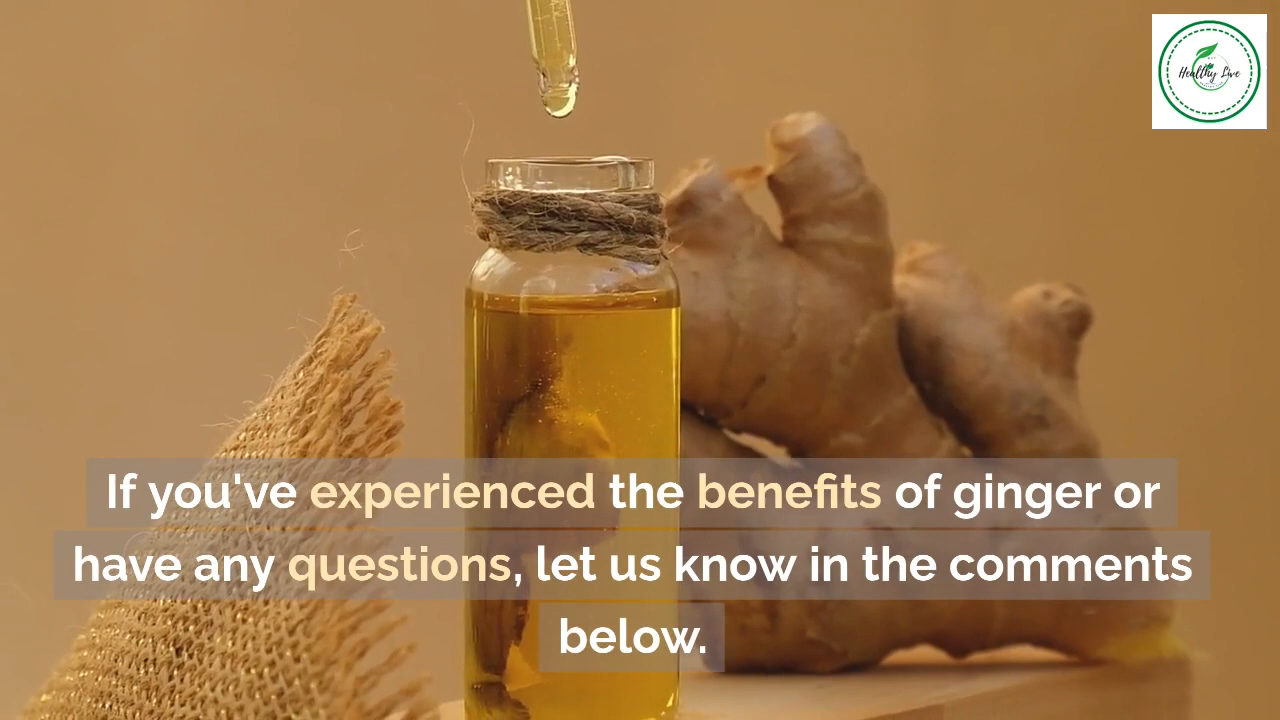 Healthy Live
If you've experienced the benefits of ginger or
have any questions, let us know in the comments
below.